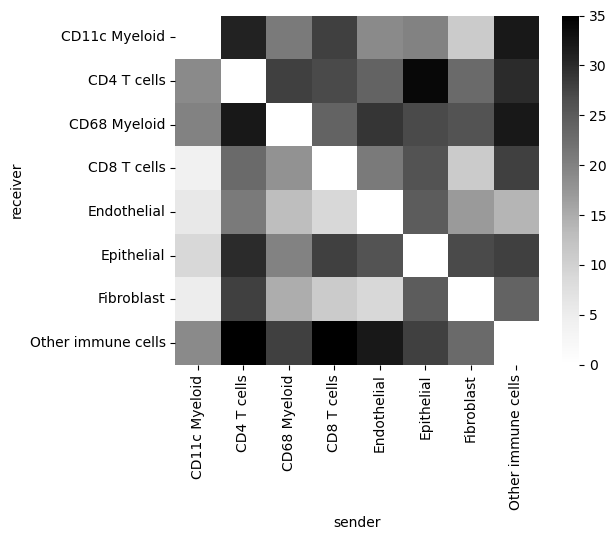 CD11c Myeloid
CD4 T cells
CD68 Myeloid
CD8 T cells
Endothelial
Epithelial
Fibroblast
Other immune cells
receiver
CD11c Myeloid
CD4 T cells
CD68 Myeloid
CD8 T cells
Endothelial
Epithelial
Fibroblast
Other immune cells
sender
35
30
25
20
15
10
5
0